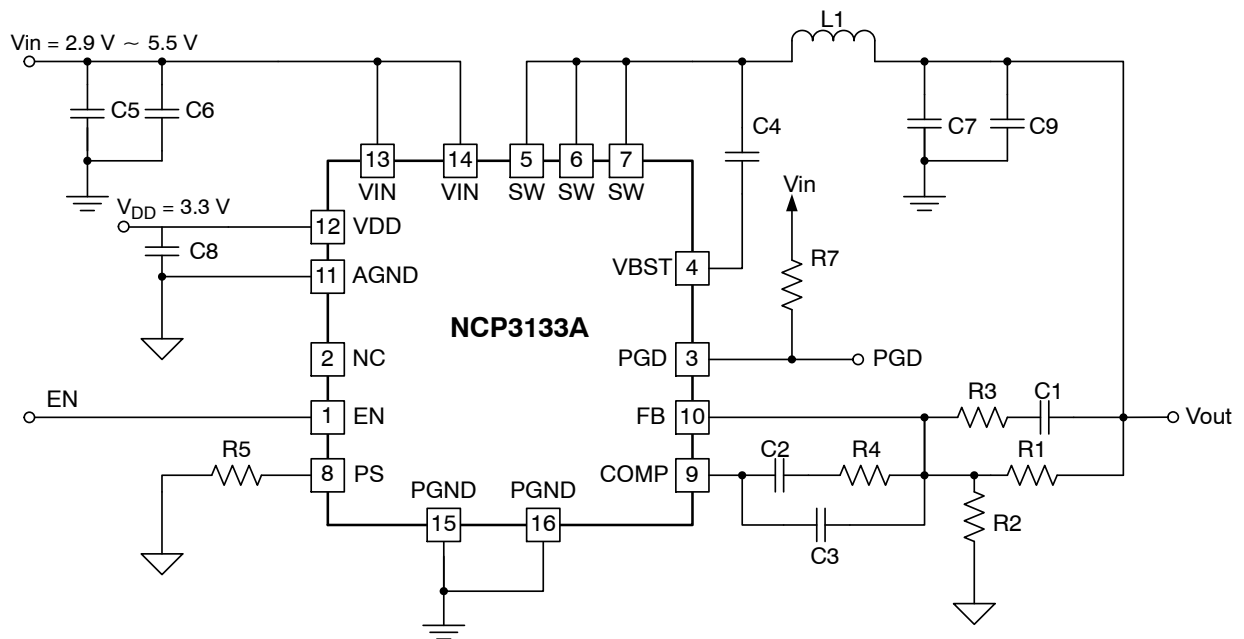 L1
Vin = 2.9 V ~ 5.5 V
C5 C6 C4 C7 C9
13 14 5 6 7
VIN VIN SW SW SW
Vin
V_DD = 3.3 V
12 VDD
C8
VBST 4
R7
11 AGND
NCP3133A
2 NC
PGD 3
PGD
EN
1 EN
FB 10
R3 C1
Vout
R5
8 PS
COMP 9
C2 R4 R1
PGND PGND
15 16
R2
C3